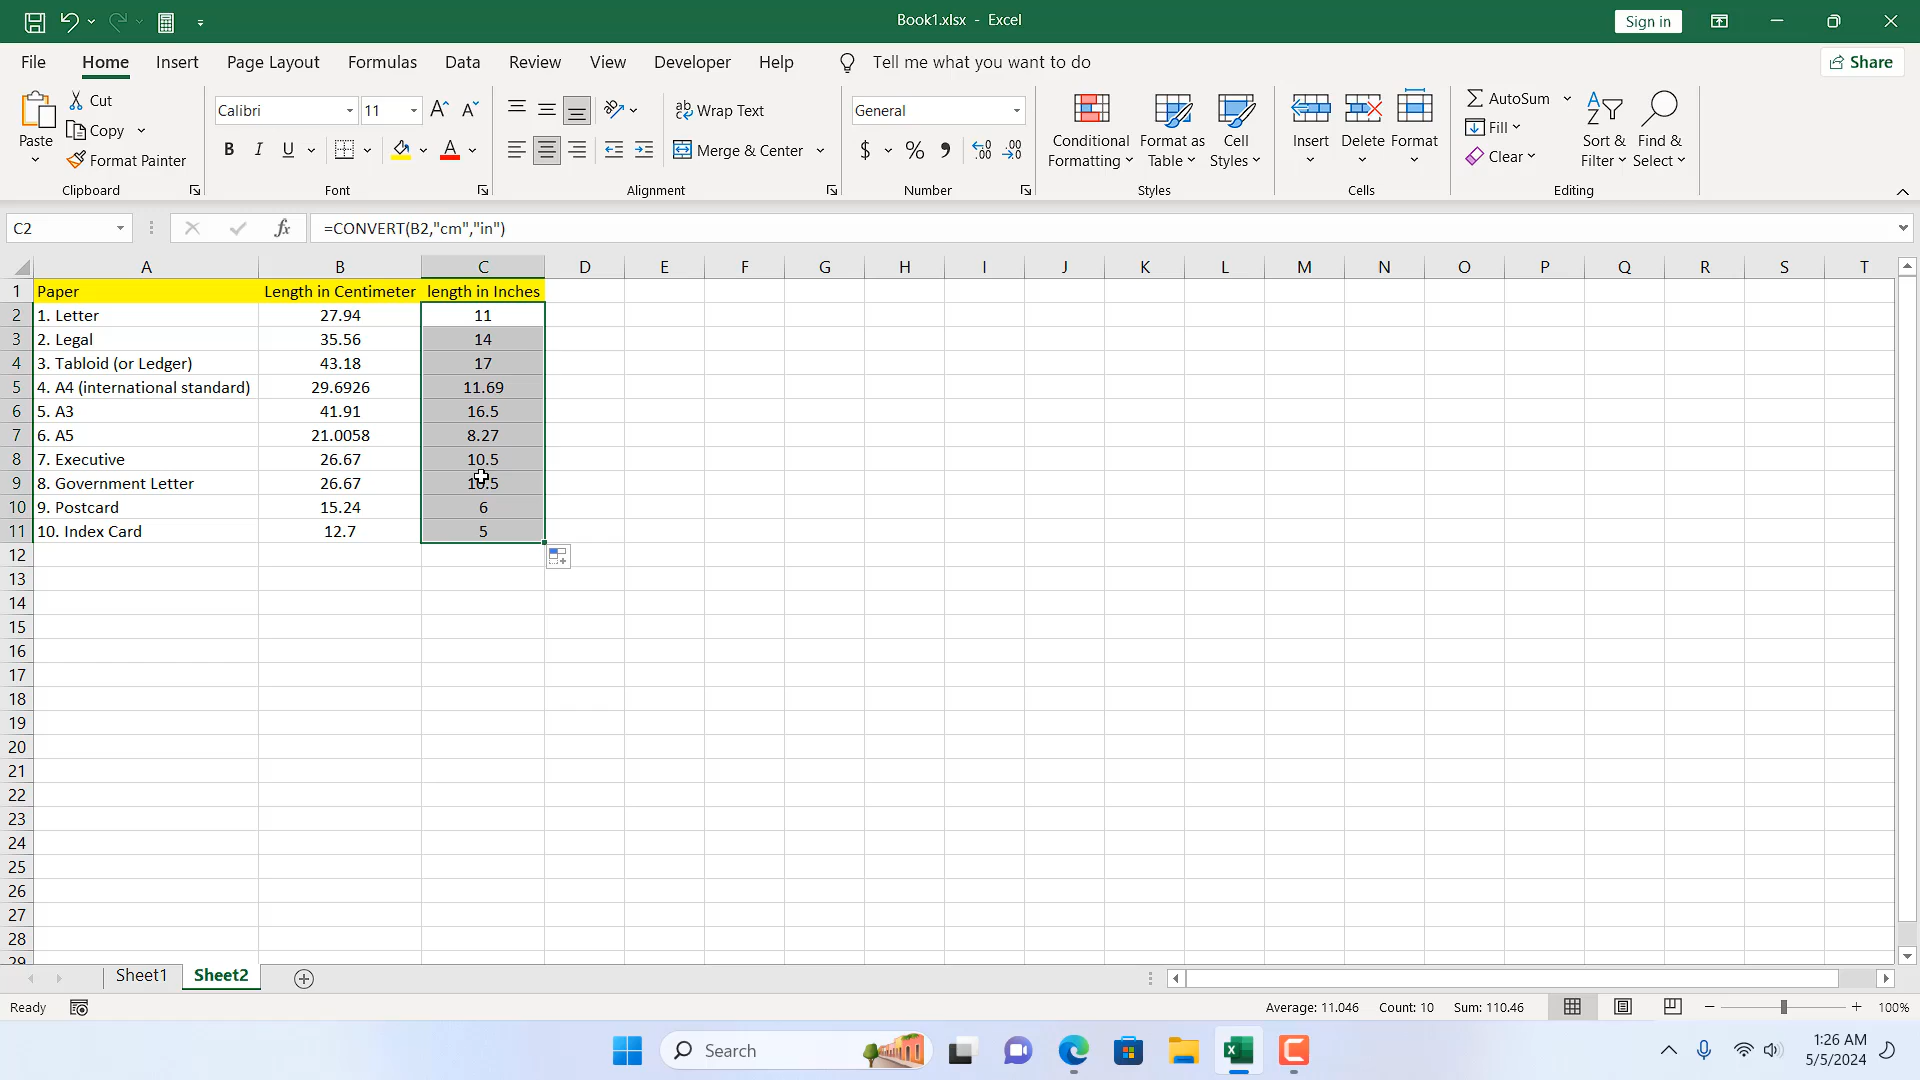 Book1.xlsx - Excel
Sign in
File Home Insert Page Layout Formulas Data Review View Developer Help Tell me what you want to do Share
Paste
Cut
Copy
Format Painter
Clipboard
Calibri 11
B I U
Font
Wrap Text
Merge & Center
Alignment
General
$ % ,
Number
Conditional Formatting
Format as Table
Cell Styles
Styles
Insert Delete Format
Cells
AutoSum
Fill
Clear
Sort & Filter
Find & Select
Editing
C2 fx =CONVERT(B2,"cm","in")
A B C D E F G H I J K L M N O P Q R S T
1 Paper Length in Centimeter length in Inches
2 1. Letter 27.94 11
3 2. Legal 35.56 14
4 3. Tabloid (or Ledger) 43.18 17
5 4. A4 (international standard) 29.6926 11.69
6 5. A3 41.91 16.5
7 6. A5 21.0058 8.27
8 7. Executive 26.67 10.5
9 8. Government Letter 26.67 10.5
10 9. Postcard 15.24 6
11 10. Index Card 12.7 5
12
13
14
15
16
17
18
19
20
21
22
23
24
25
26
27
28
29
Sheet1 Sheet2
Ready Average: 11.046 Count: 10 Sum: 110.46 100%
Search
1:26 AM
5/5/2024